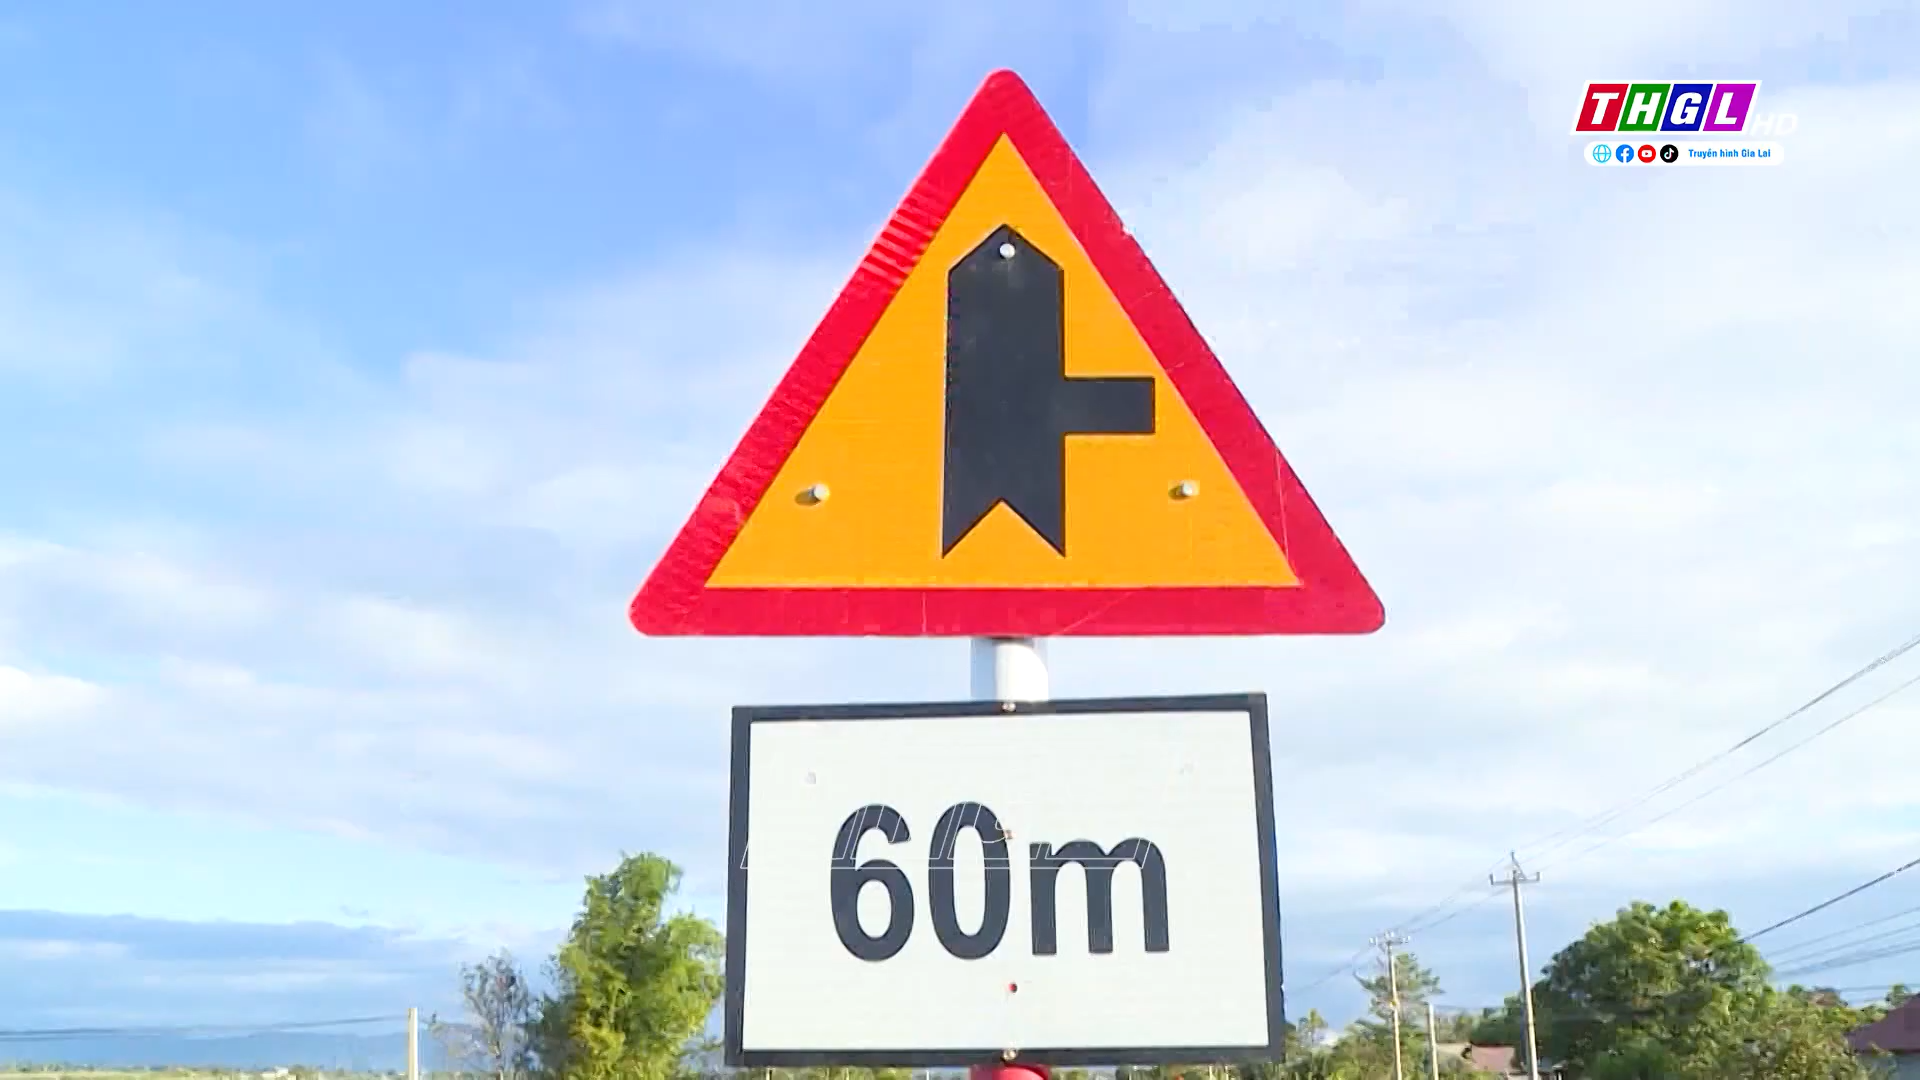 THGL HD
Truyền hình Gia Lai
60m